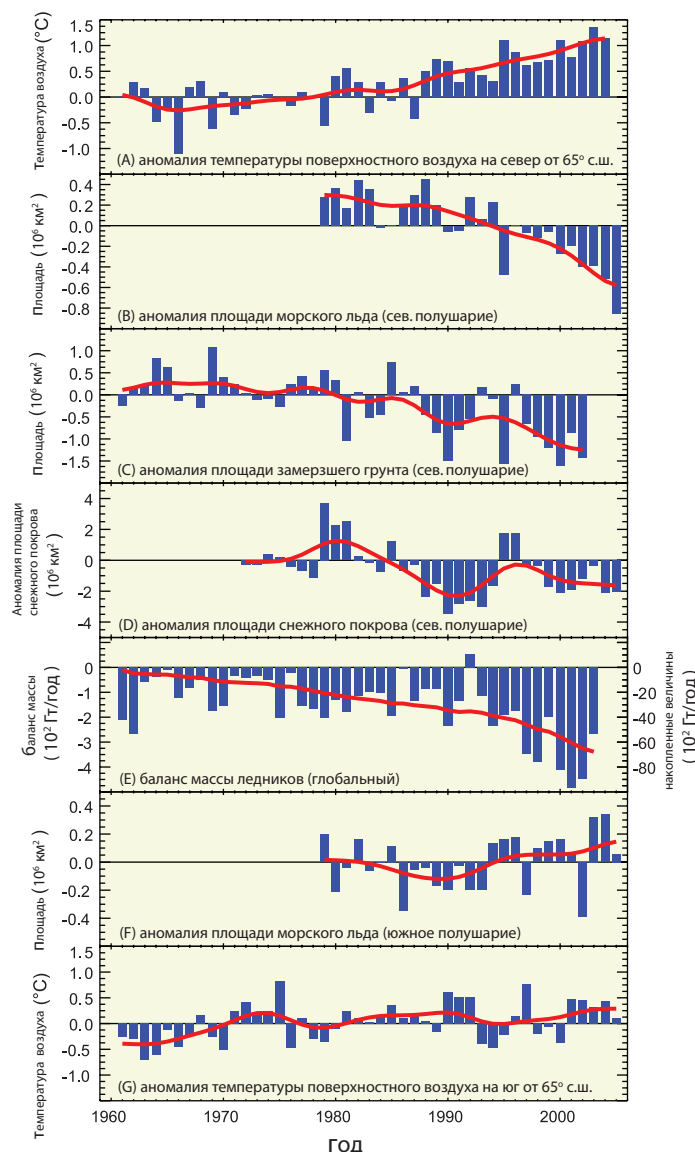 Температура воздуха (°C)
1.5
1.0
0.5
0.0
-0.5
-1.0
(A) аномалия температуры поверхностного воздуха на север от 65° с.ш.
Площадь (10⁶ км²)
0.4
0.2
0.0
-0.2
-0.4
-0.6
-0.8
(B) аномалия площади морского льда (сев. полушарие)
Площадь (10⁶ км²)
1.0
0.5
0.0
-0.5
-1.0
-1.5
(C) аномалия площади замерзшего грунта (сев. полушарие)
Аномалия площади
снежного покрова
(10⁶ км²)
4
2
0
-2
-4
(D) аномалия площади снежного покрова (сев. полушарие)
баланс массы
(10² Гт/год)
0
-1
-2
-3
-4
0
-20
-40
-60
-80
накопленные величины
(10² Гт/год)
(E) баланс массы ледников (глобальный)
Площадь (10⁶ км²)
0.4
0.2
0.0
-0.2
-0.4
(F) аномалия площади морского льда (южное полушарие)
Температура воздуха (°C)
1.5
1.0
0.5
0.0
-0.5
-1.0
(G) аномалия температуры поверхностного воздуха на юг от 65° с.ш.
1960 1970 1980 1990 2000
год